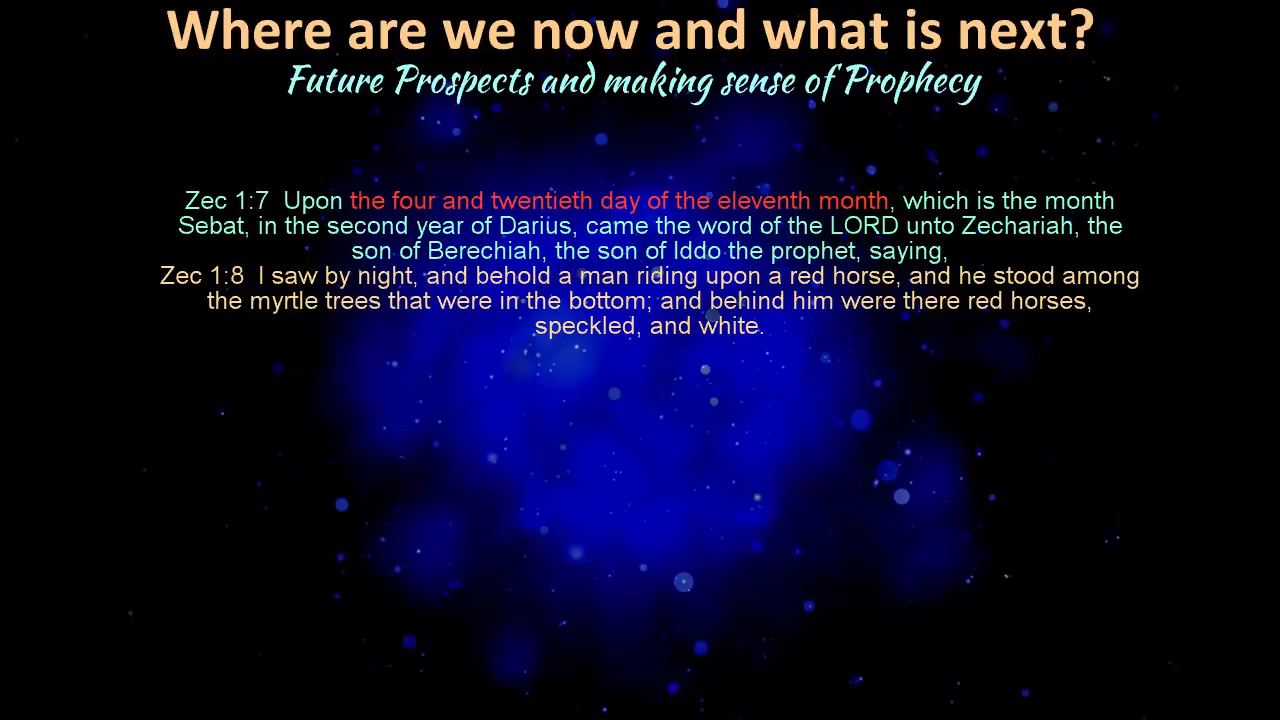 Where are we now and what is next?
Future Prospects and making sense of Prophecy
Zec 1:7  Upon the four and twentieth day of the eleventh month, which is the month
Sebat, in the second year of Darius, came the word of the LORD unto Zechariah, the
son of Berechiah, the son of Iddo the prophet, saying,
Zec 1:8  I saw by night, and behold a man riding upon a red horse, and he stood among
the myrtle trees that were in the bottom; and behind him were there red horses,
speckled, and white.